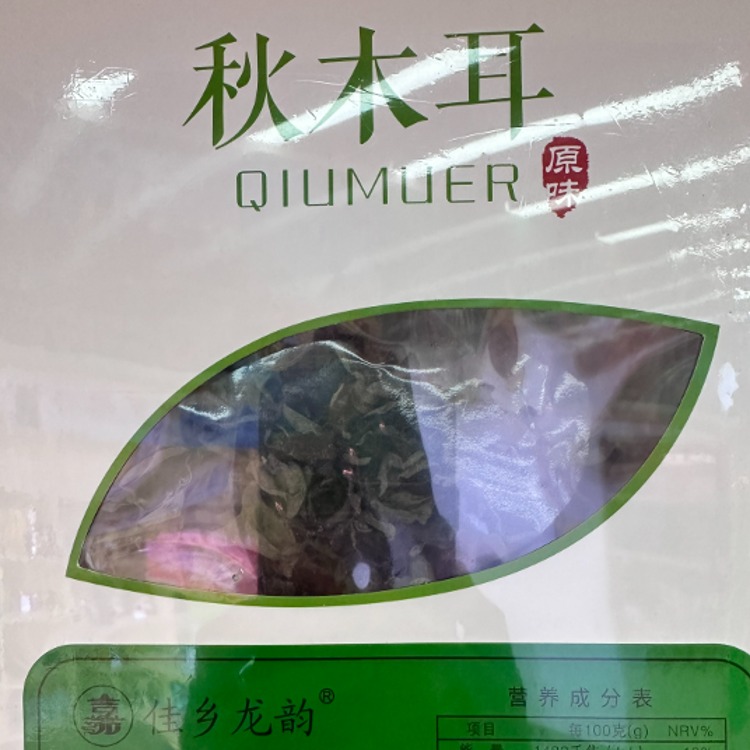 秋木耳
QIUMUER
原味
佳乡龙韵®
营养成分表
项目 每100克(g) NRV%